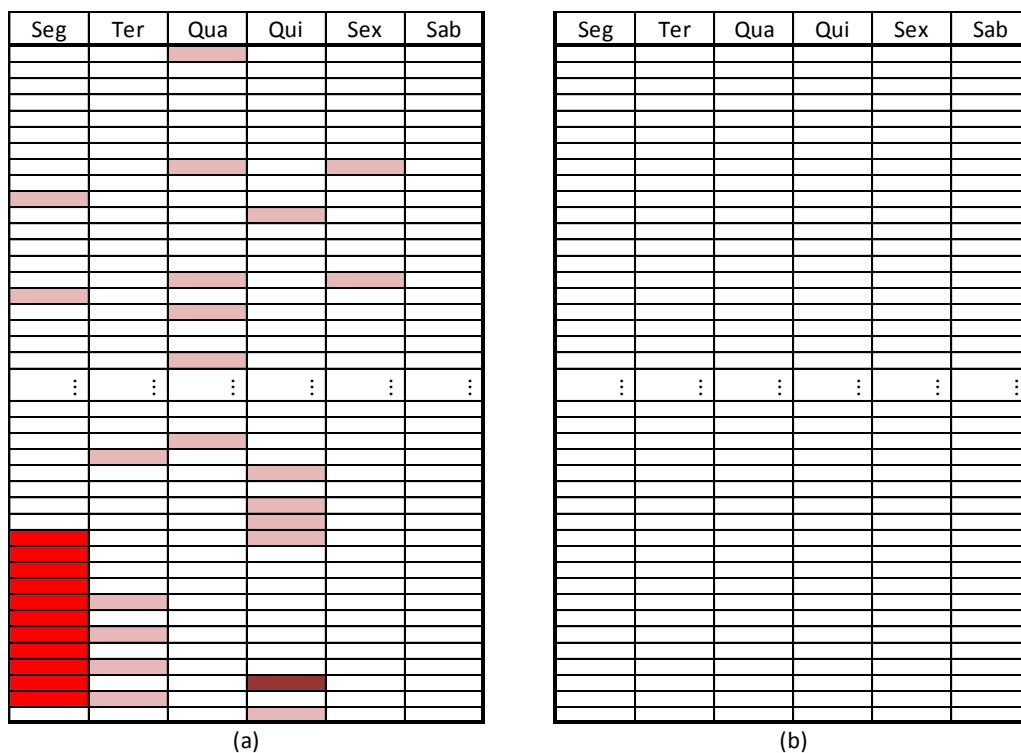 Seg Ter Qua Qui Sex Sab
⋮ ⋮ ⋮ ⋮ ⋮ ⋮
(a)
Seg Ter Qua Qui Sex Sab
⋮ ⋮ ⋮ ⋮ ⋮ ⋮
(b)